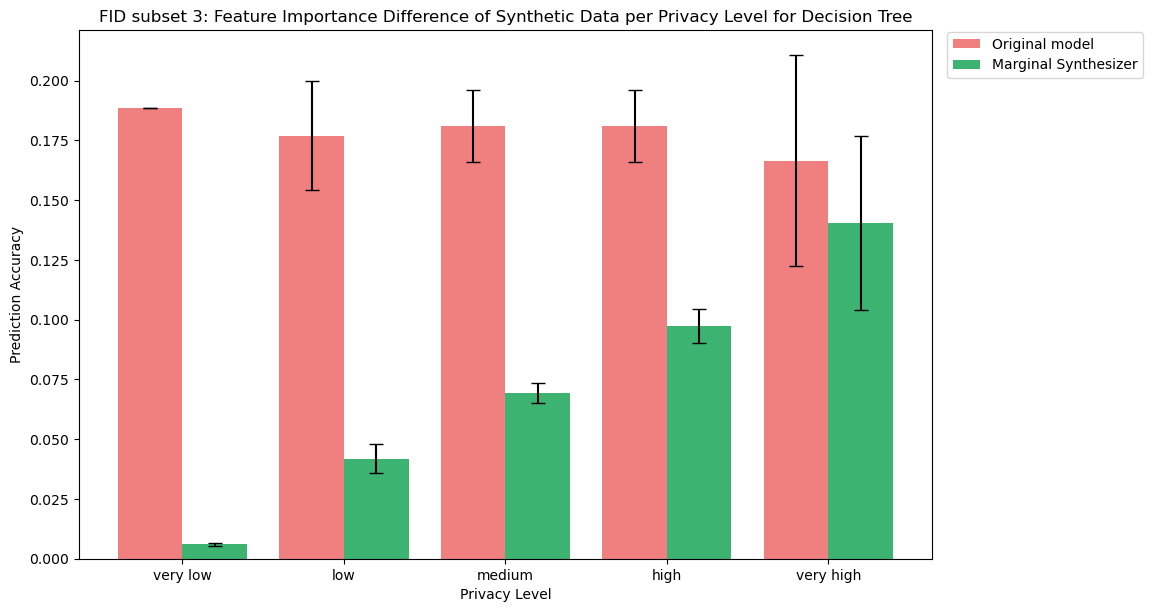 FID subset 3: Feature Importance Difference of Synthetic Data per Privacy Level for Decision Tree
Original model
Marginal Synthesizer
Prediction Accuracy
0.200
0.175
0.150
0.125
0.100
0.075
0.050
0.025
0.000
very low
low
medium
high
very high
Privacy Level